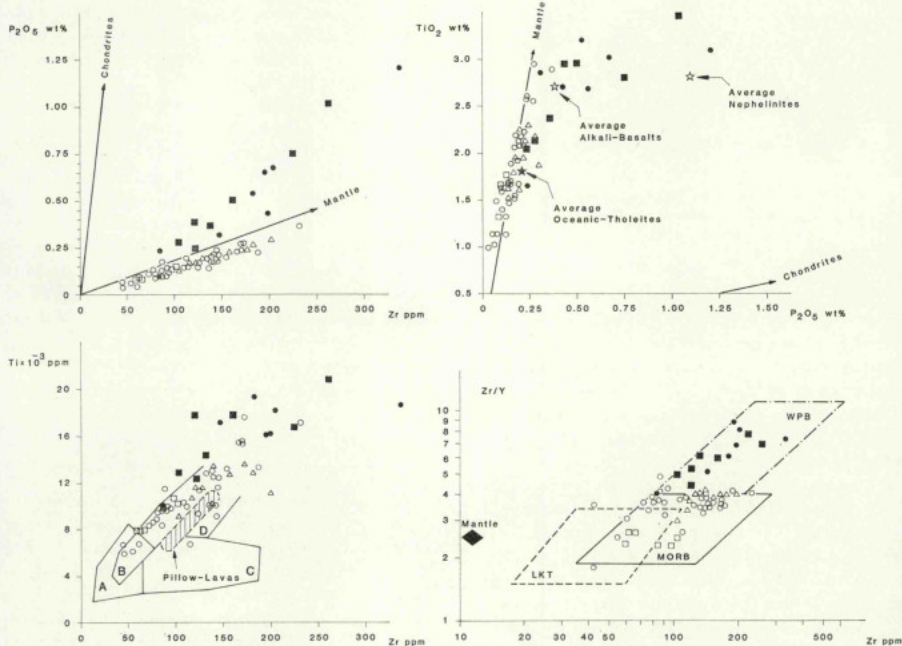 P₂O₅ wt%
1.25
1.00
0.75
0.50
0.25
0
0 50 100 150 200 250 300
Zr ppm
Chondrites
Mantle
TiO₂ wt%
3.0
2.5
2.0
1.5
1.0
0.5
0 0.25 0.50 0.75 1.00 1.25 1.50
P₂O₅ wt%
Mantle
Average
Nephelinites
Average
Alkali-Basalts
Average
Oceanic-Tholeites
Chondrites
Ti×10⁻³ ppm
20
16
12
8
4
0
0 50 100 150 200 250 300
Zr ppm
A
B
C
D
Pillow-Lavas
Zr/Y
10
9
8
7
6
5
4
3
2
1
10 20 30 40 50 100 200 500
Zr ppm
WPB
Mantle
MORB
LKT